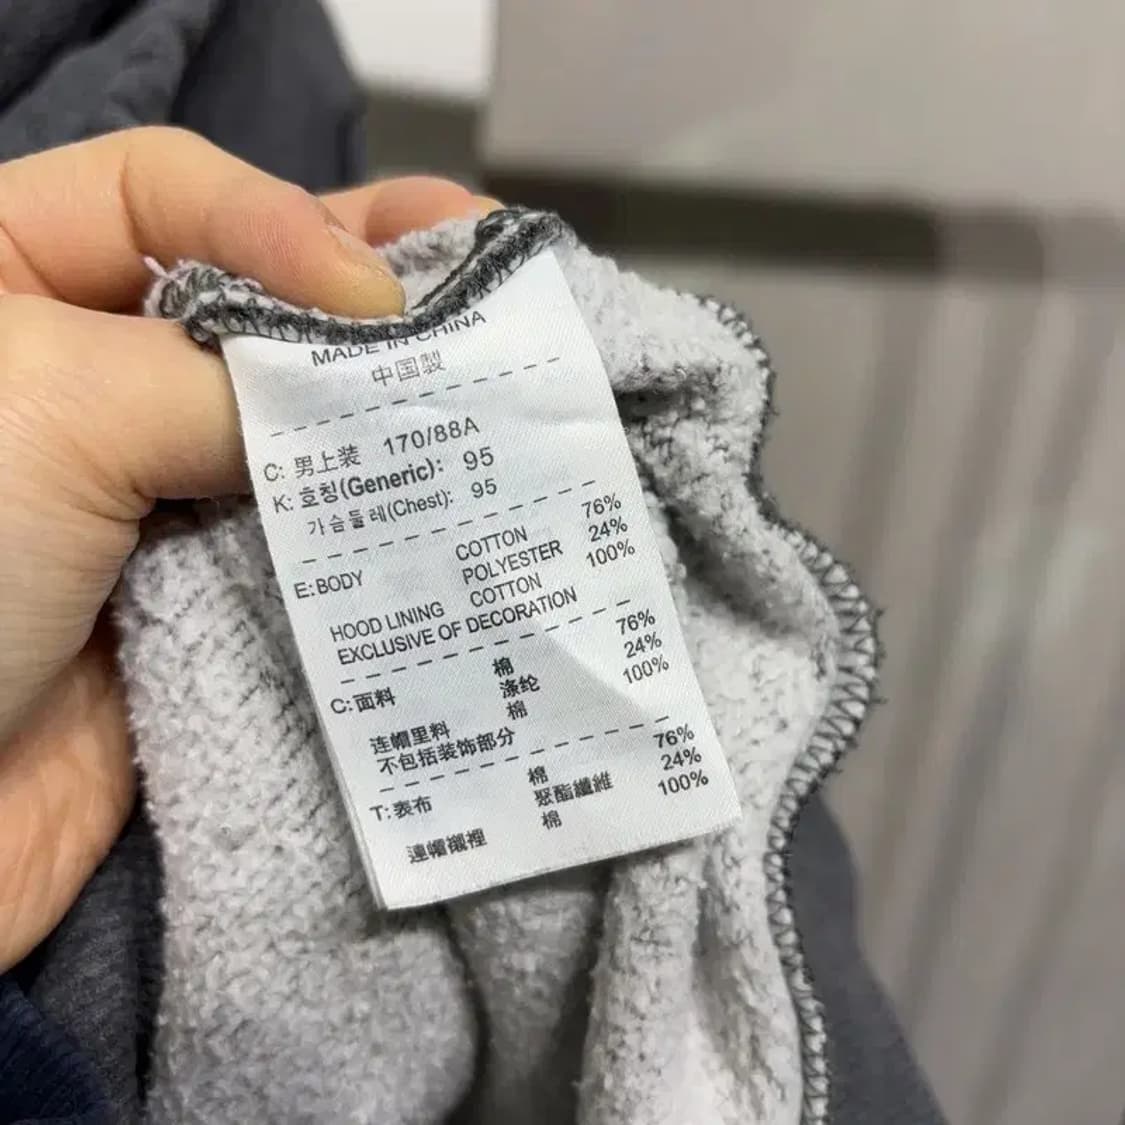 MADE IN CHINA
中国製
C: 男上装 170/88A
K: 호칭(Generic): 95
가슴둘레(Chest): 95
E: BODY COTTON 76%
POLYESTER 24%
HOOD LINING COTTON 100%
EXCLUSIVE OF DECORATION
C: 面料 棉 76%
涤纶 24%
连帽里料 棉 100%
不包括装饰部分
T: 表布 棉 76%
聚酯纖維 24%
連帽襯裡 棉 100%